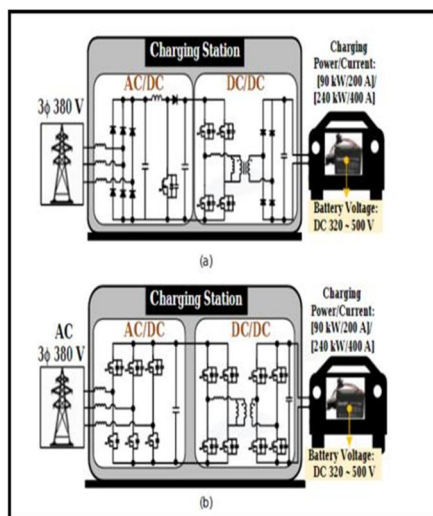 Charging Station
AC/DC
DC/DC
3ϕ 380 V
Charging
Power/Current:
[90 kW/200 A]/
[240 kW/400 A]
Battery Voltage:
DC 320 ~ 500 V
(a)
Charging Station
AC/DC
DC/DC
AC
3ϕ 380 V
Charging
Power/Current:
[90 kW/200 A]/
[240 kW/400 A]
Battery Voltage:
DC 320 ~ 500 V
(b)